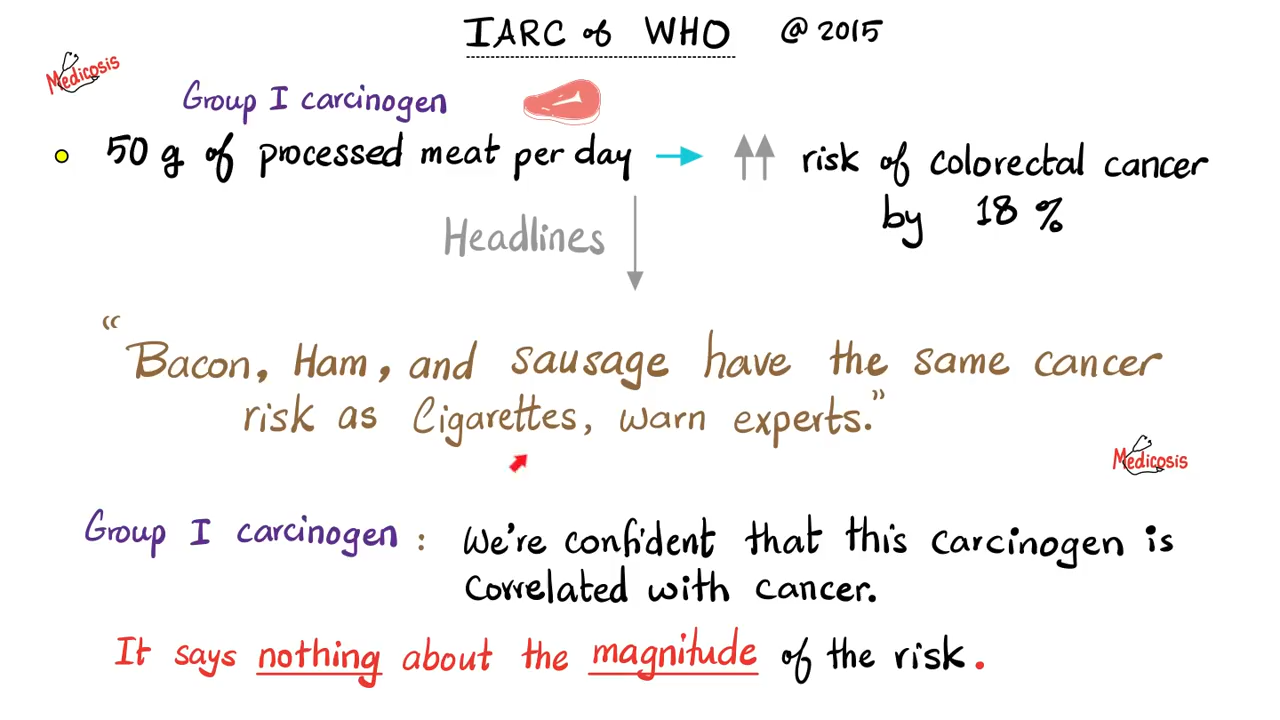 IARC of WHO @ 2015
Medicosis
Group I carcinogen
50 g of processed meat per day → ↑↑ risk of colorectal cancer
by 18 %
Headlines
“Bacon, Ham, and sausage have the same cancer
risk as Cigarettes, warn experts.”
Medicosis
Group I carcinogen : We're confident that this carcinogen is
correlated with cancer.
It says nothing about the magnitude of the risk.